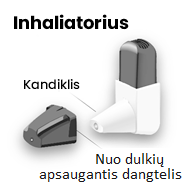 Inhaliatorius
Kandiklis
Nuo dulkių
apsaugantis dangtelis